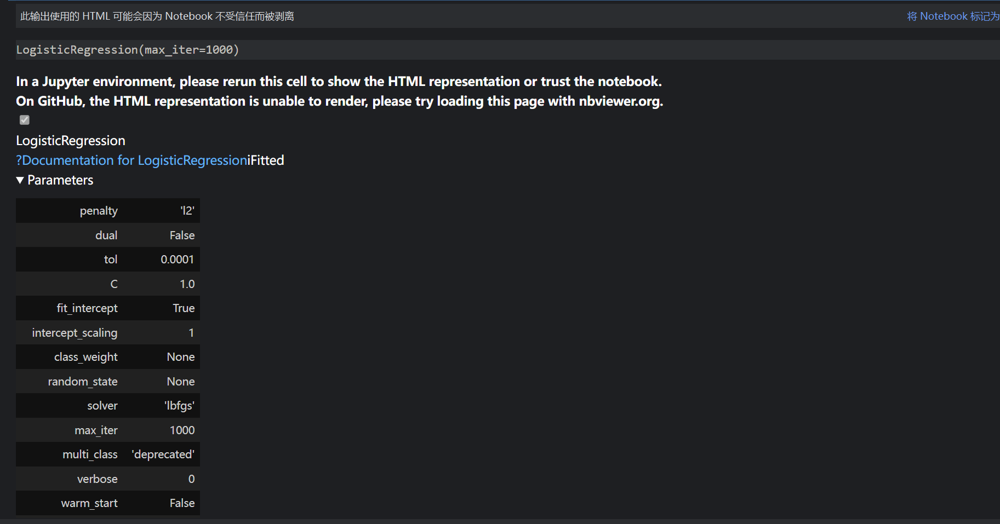 此输出使用的 HTML 可能会因为 Notebook 不受信任而被剥离 将 Notebook 标记为
LogisticRegression(max_iter=1000)
In a Jupyter environment, please rerun this cell to show the HTML representation or trust the notebook.
On GitHub, the HTML representation is unable to render, please try loading this page with nbviewer.org.
LogisticRegression
?Documentation for LogisticRegressioniFitted
Parameters
penalty 'l2'
dual False
tol 0.0001
C 1.0
fit_intercept True
intercept_scaling 1
class_weight None
random_state None
solver 'lbfgs'
max_iter 1000
multi_class 'deprecated'
verbose 0
warm_start False